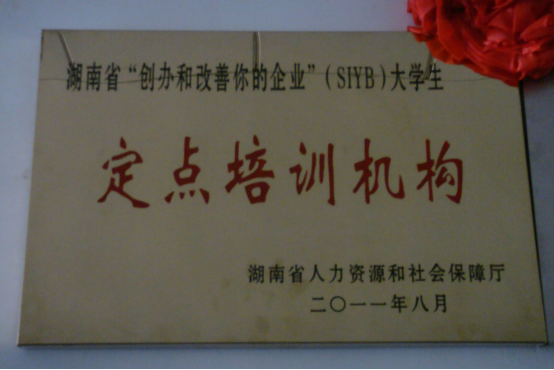 湖南省“创办和改善你的企业”(SIYB)大学生
定点培训机构
湖南省人力资源和社会保障厅
二〇一一年八月